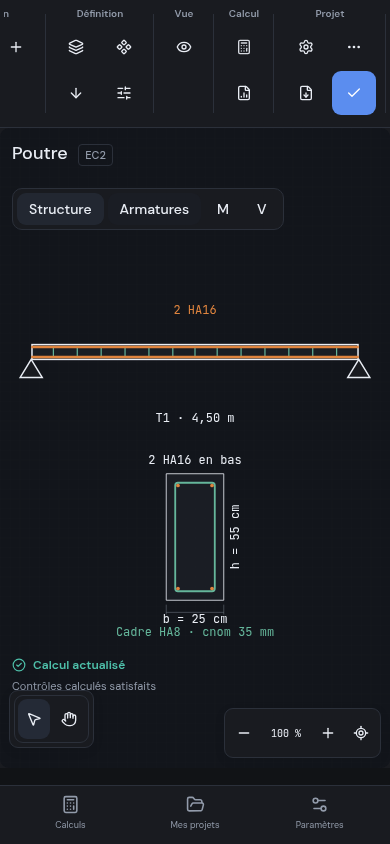 n
Définition
Vue
Calcul
Projet
Poutre
EC2
Structure
Armatures
M
V
2 HA16
T1 · 4,50 m
2 HA16 en bas
h = 55 cm
b = 25 cm
Cadre HA8 · cnom 35 mm
Calcul actualisé
Contrôles calculés satisfaits
100 %
Calculs
Mes projets
Paramètres